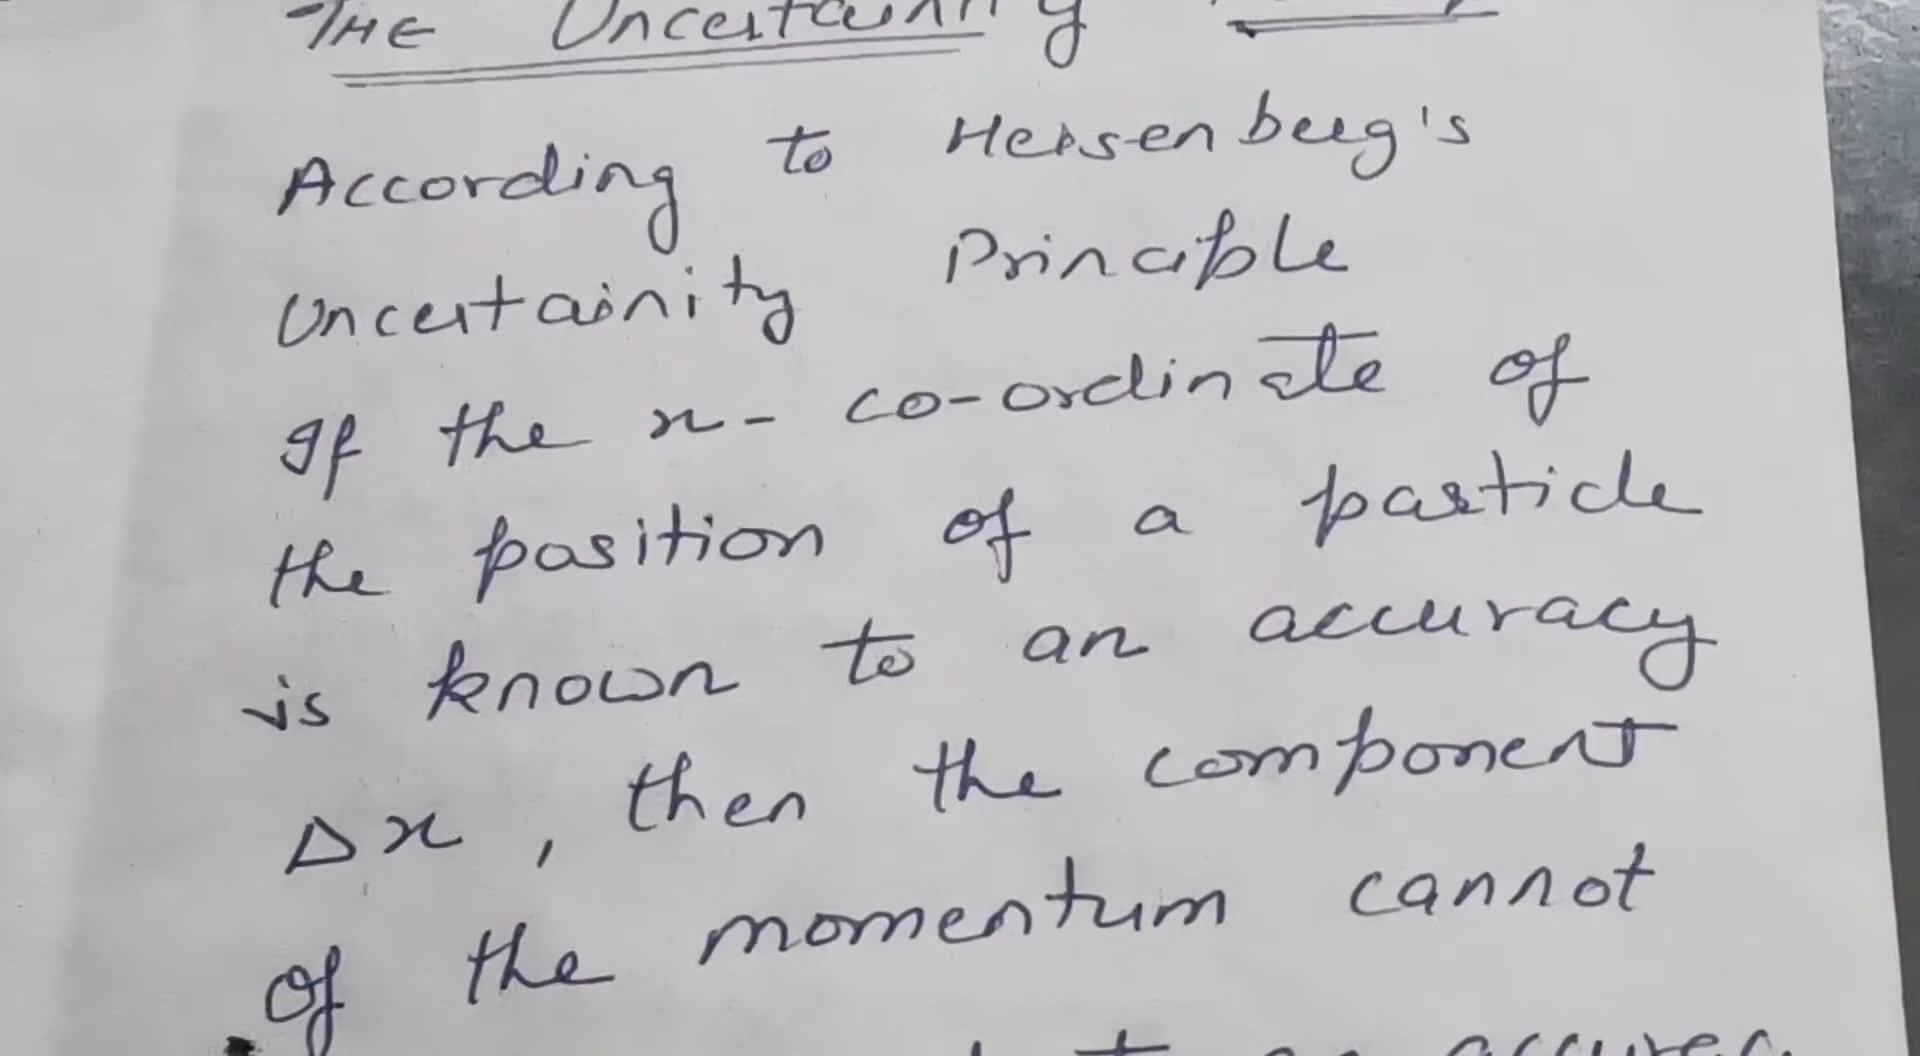 THE Uncertainity
According to Heisenberg's
Uncertainity Principle
If the x- co-ordinate of
the position of a particle
is known to an accuracy
Δx, then the component
of the momentum cannot